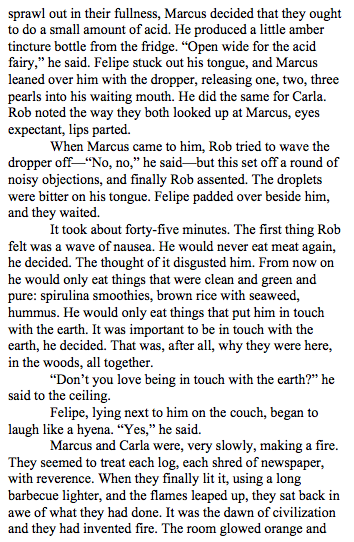 sprawl out in their fullness, Marcus decided that they ought
to do a small amount of acid. He produced a little amber
tincture bottle from the fridge. “Open wide for the acid
fairy,” he said. Felipe stuck out his tongue, and Marcus
leaned over him with the dropper, releasing one, two, three
pearls into his waiting mouth. He did the same for Carla.
Rob noted the way they both looked up at Marcus, eyes
expectant, lips parted.
When Marcus came to him, Rob tried to wave the
dropper off—“No, no,” he said—but this set off a round of
noisy objections, and finally Rob assented. The droplets
were bitter on his tongue. Felipe padded over beside him,
and they waited.
It took about forty-five minutes. The first thing Rob
felt was a wave of nausea. He would never eat meat again,
he decided. The thought of it disgusted him. From now on
he would only eat things that were clean and green and
pure: spirulina smoothies, brown rice with seaweed,
hummus. He would only eat things that put him in touch
with the earth. It was important to be in touch with the
earth, he decided. That was, after all, why they were here,
in the woods, all together.
“Don’t you love being in touch with the earth?” he
said to the ceiling.
Felipe, lying next to him on the couch, began to
laugh like a hyena. “Yes,” he said.
Marcus and Carla were, very slowly, making a fire.
They seemed to treat each log, each shred of newspaper,
with reverence. When they finally lit it, using a long
barbecue lighter, and the flames leaped up, they sat back in
awe of what they had done. It was the dawn of civilization
and they had invented fire. The room glowed orange and